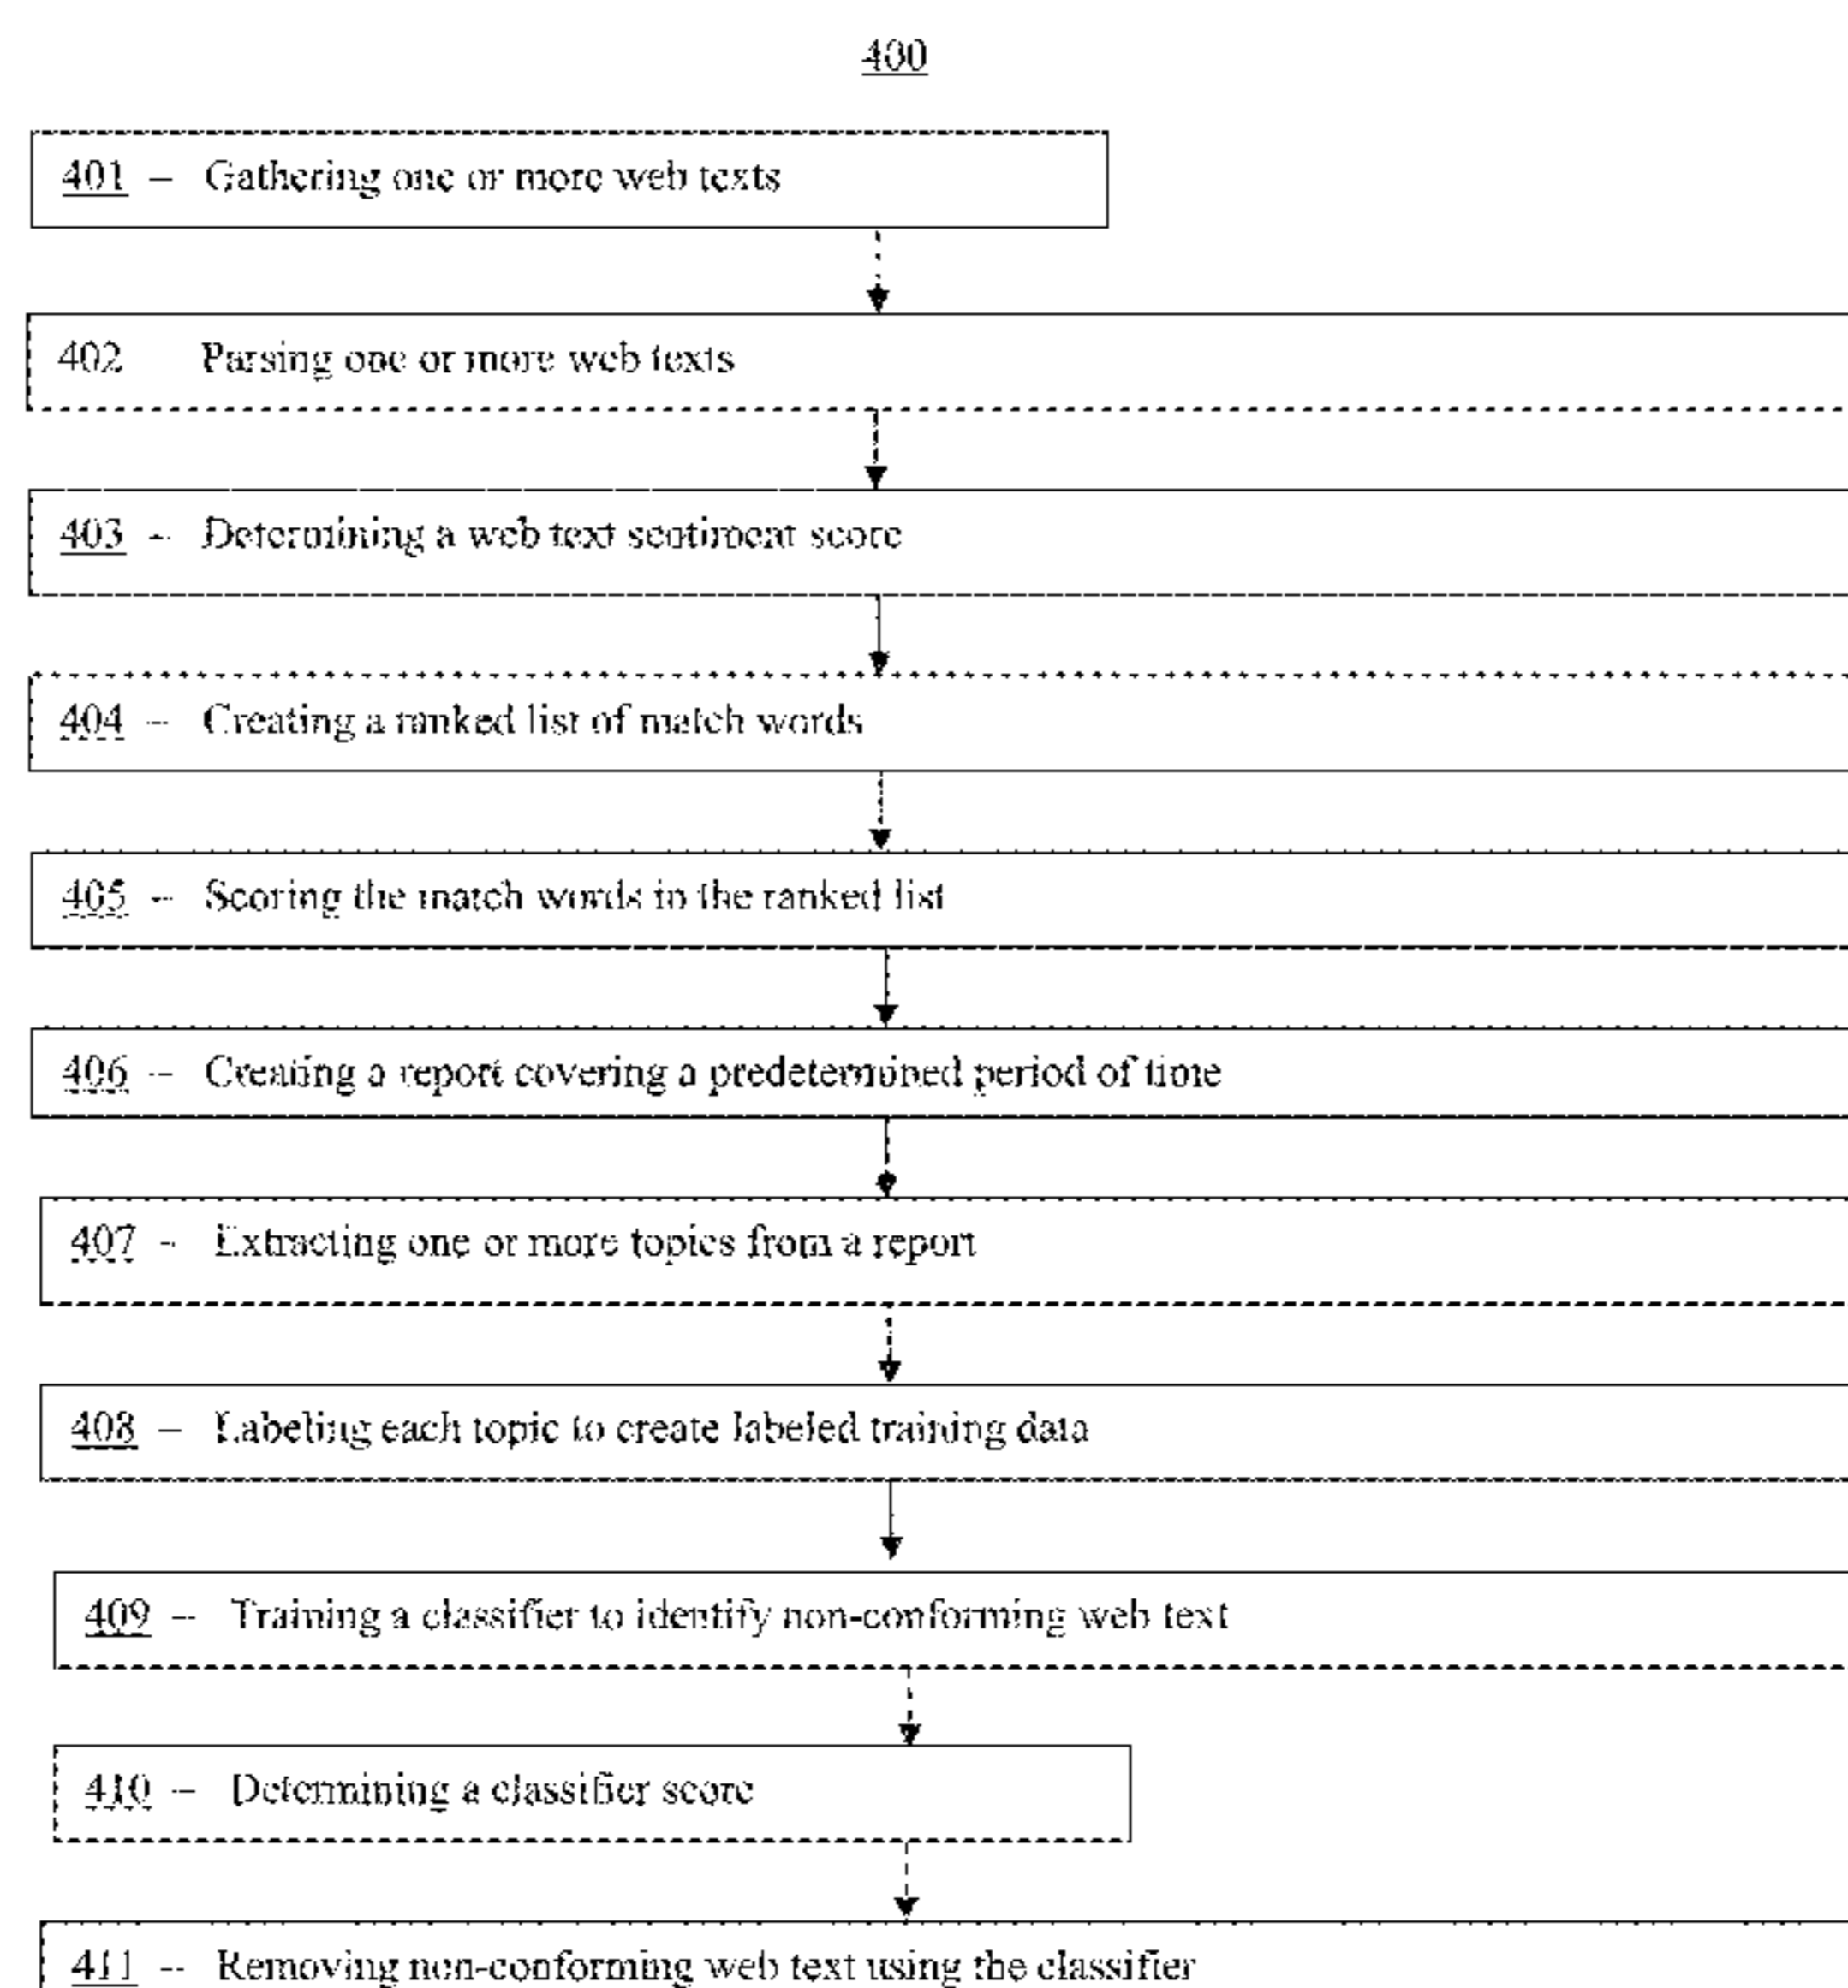 400
401 – Gathering one or more web texts
402 Parsing one or more web texts
403 – Determining a web text sentiment score
404 – Creating a ranked list of match words
405 – Scoring the match words in the ranked list
406 – Creating a report covering a predetermined period of time
407 - Extracting one or more topics from a report
408 – Labeling each topic to create labeled training data
409 – Training a classifier to identify non-conforming web text
410 – Determining a classifier score
411 – Removing non-conforming web text using the classifier